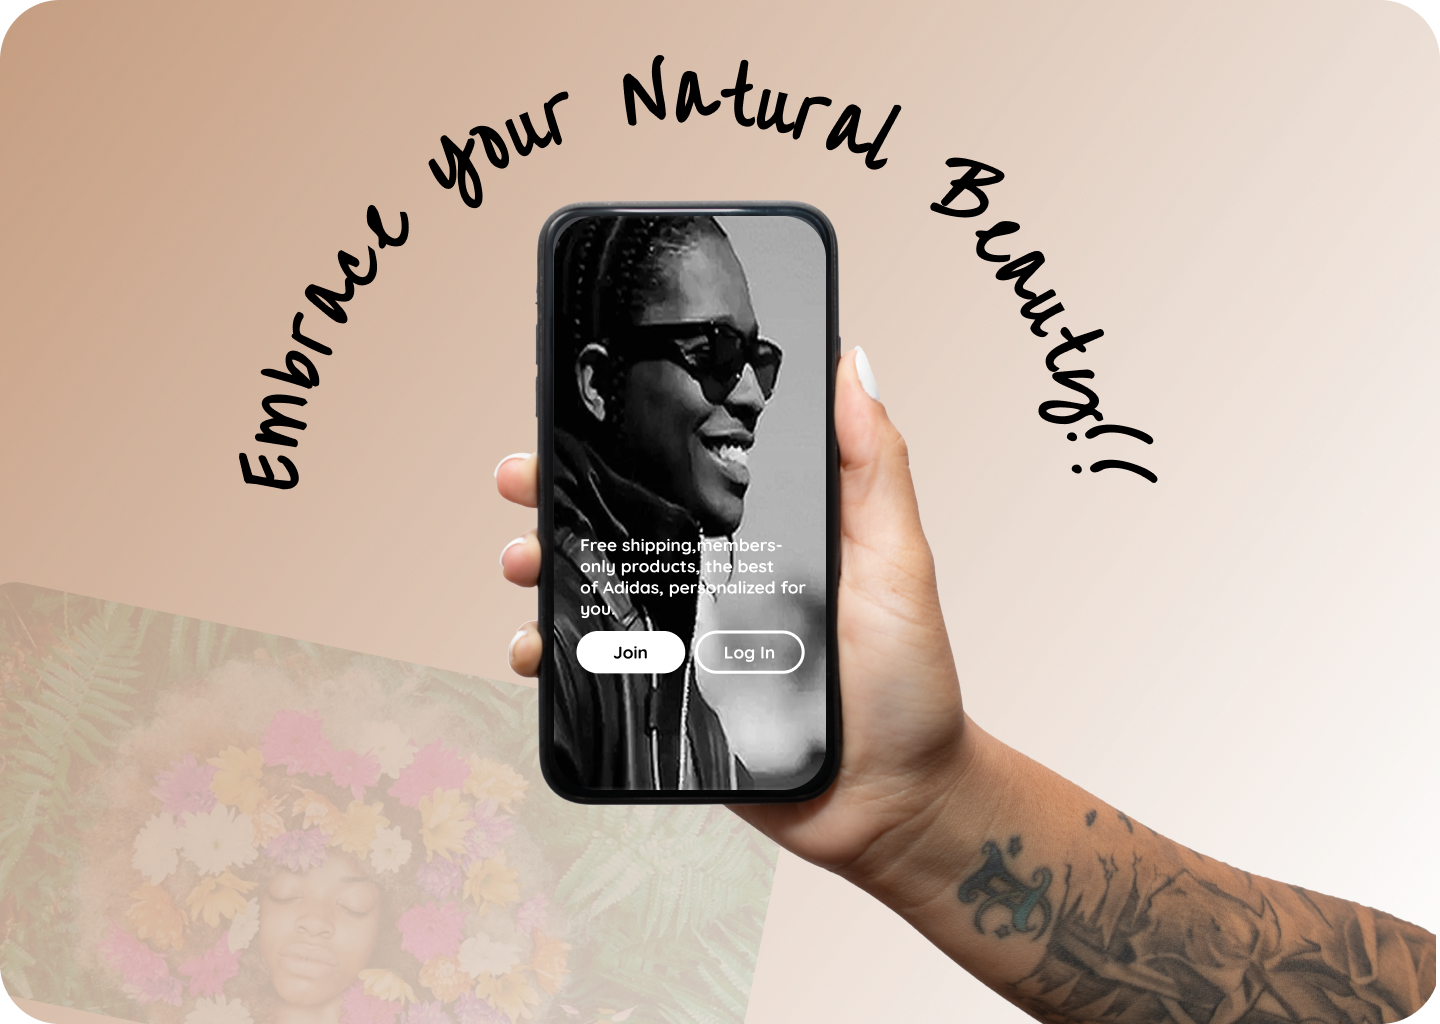 Embrace your Natural Beauty!!
Free shipping,members-
only products, the best
of Adidas, personalized for
you.
Join
Log In